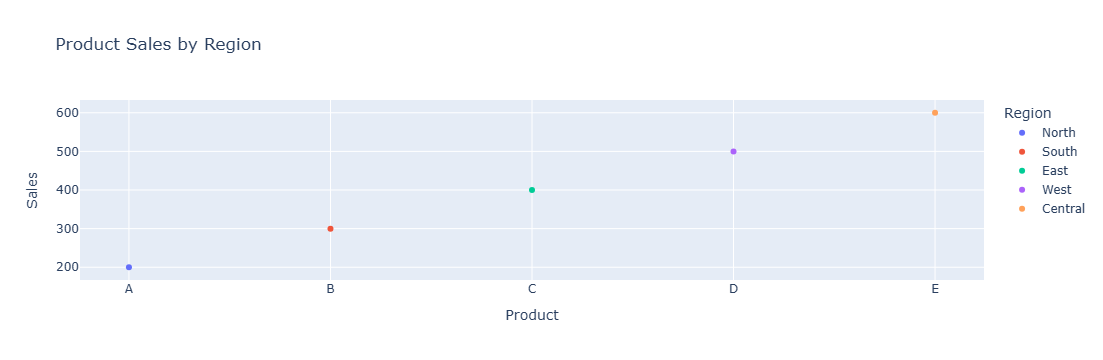 Product Sales by Region
600
500
400
300
200
Sales
A B C D E
Product
Region
North
South
East
West
Central